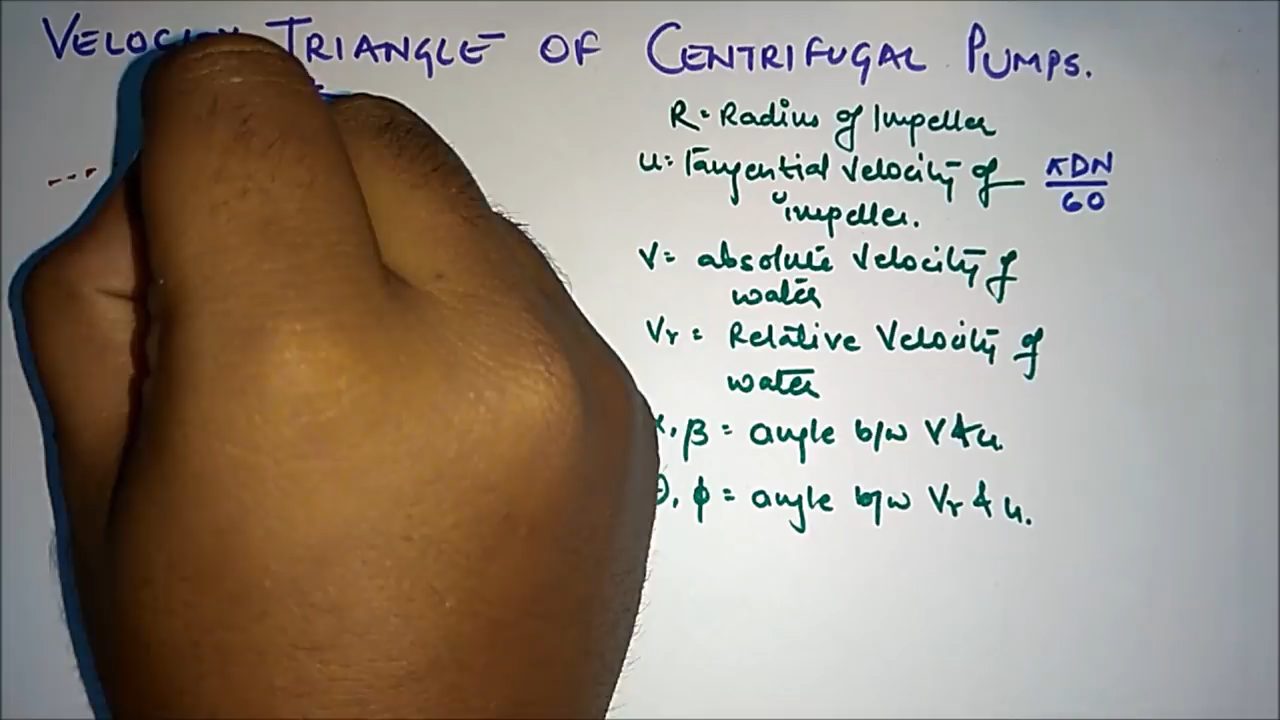 VELOCITY TRIANGLE OF CENTRIFUGAL PUMPS.
R = Radius of Impeller
u = Tangential velocity of πDN
impeller. 60
V = absolute velocity of
water
Vr = Relative Velocity of
water
, β = angle b/w V & u
, ϕ = angle b/w Vr & u.